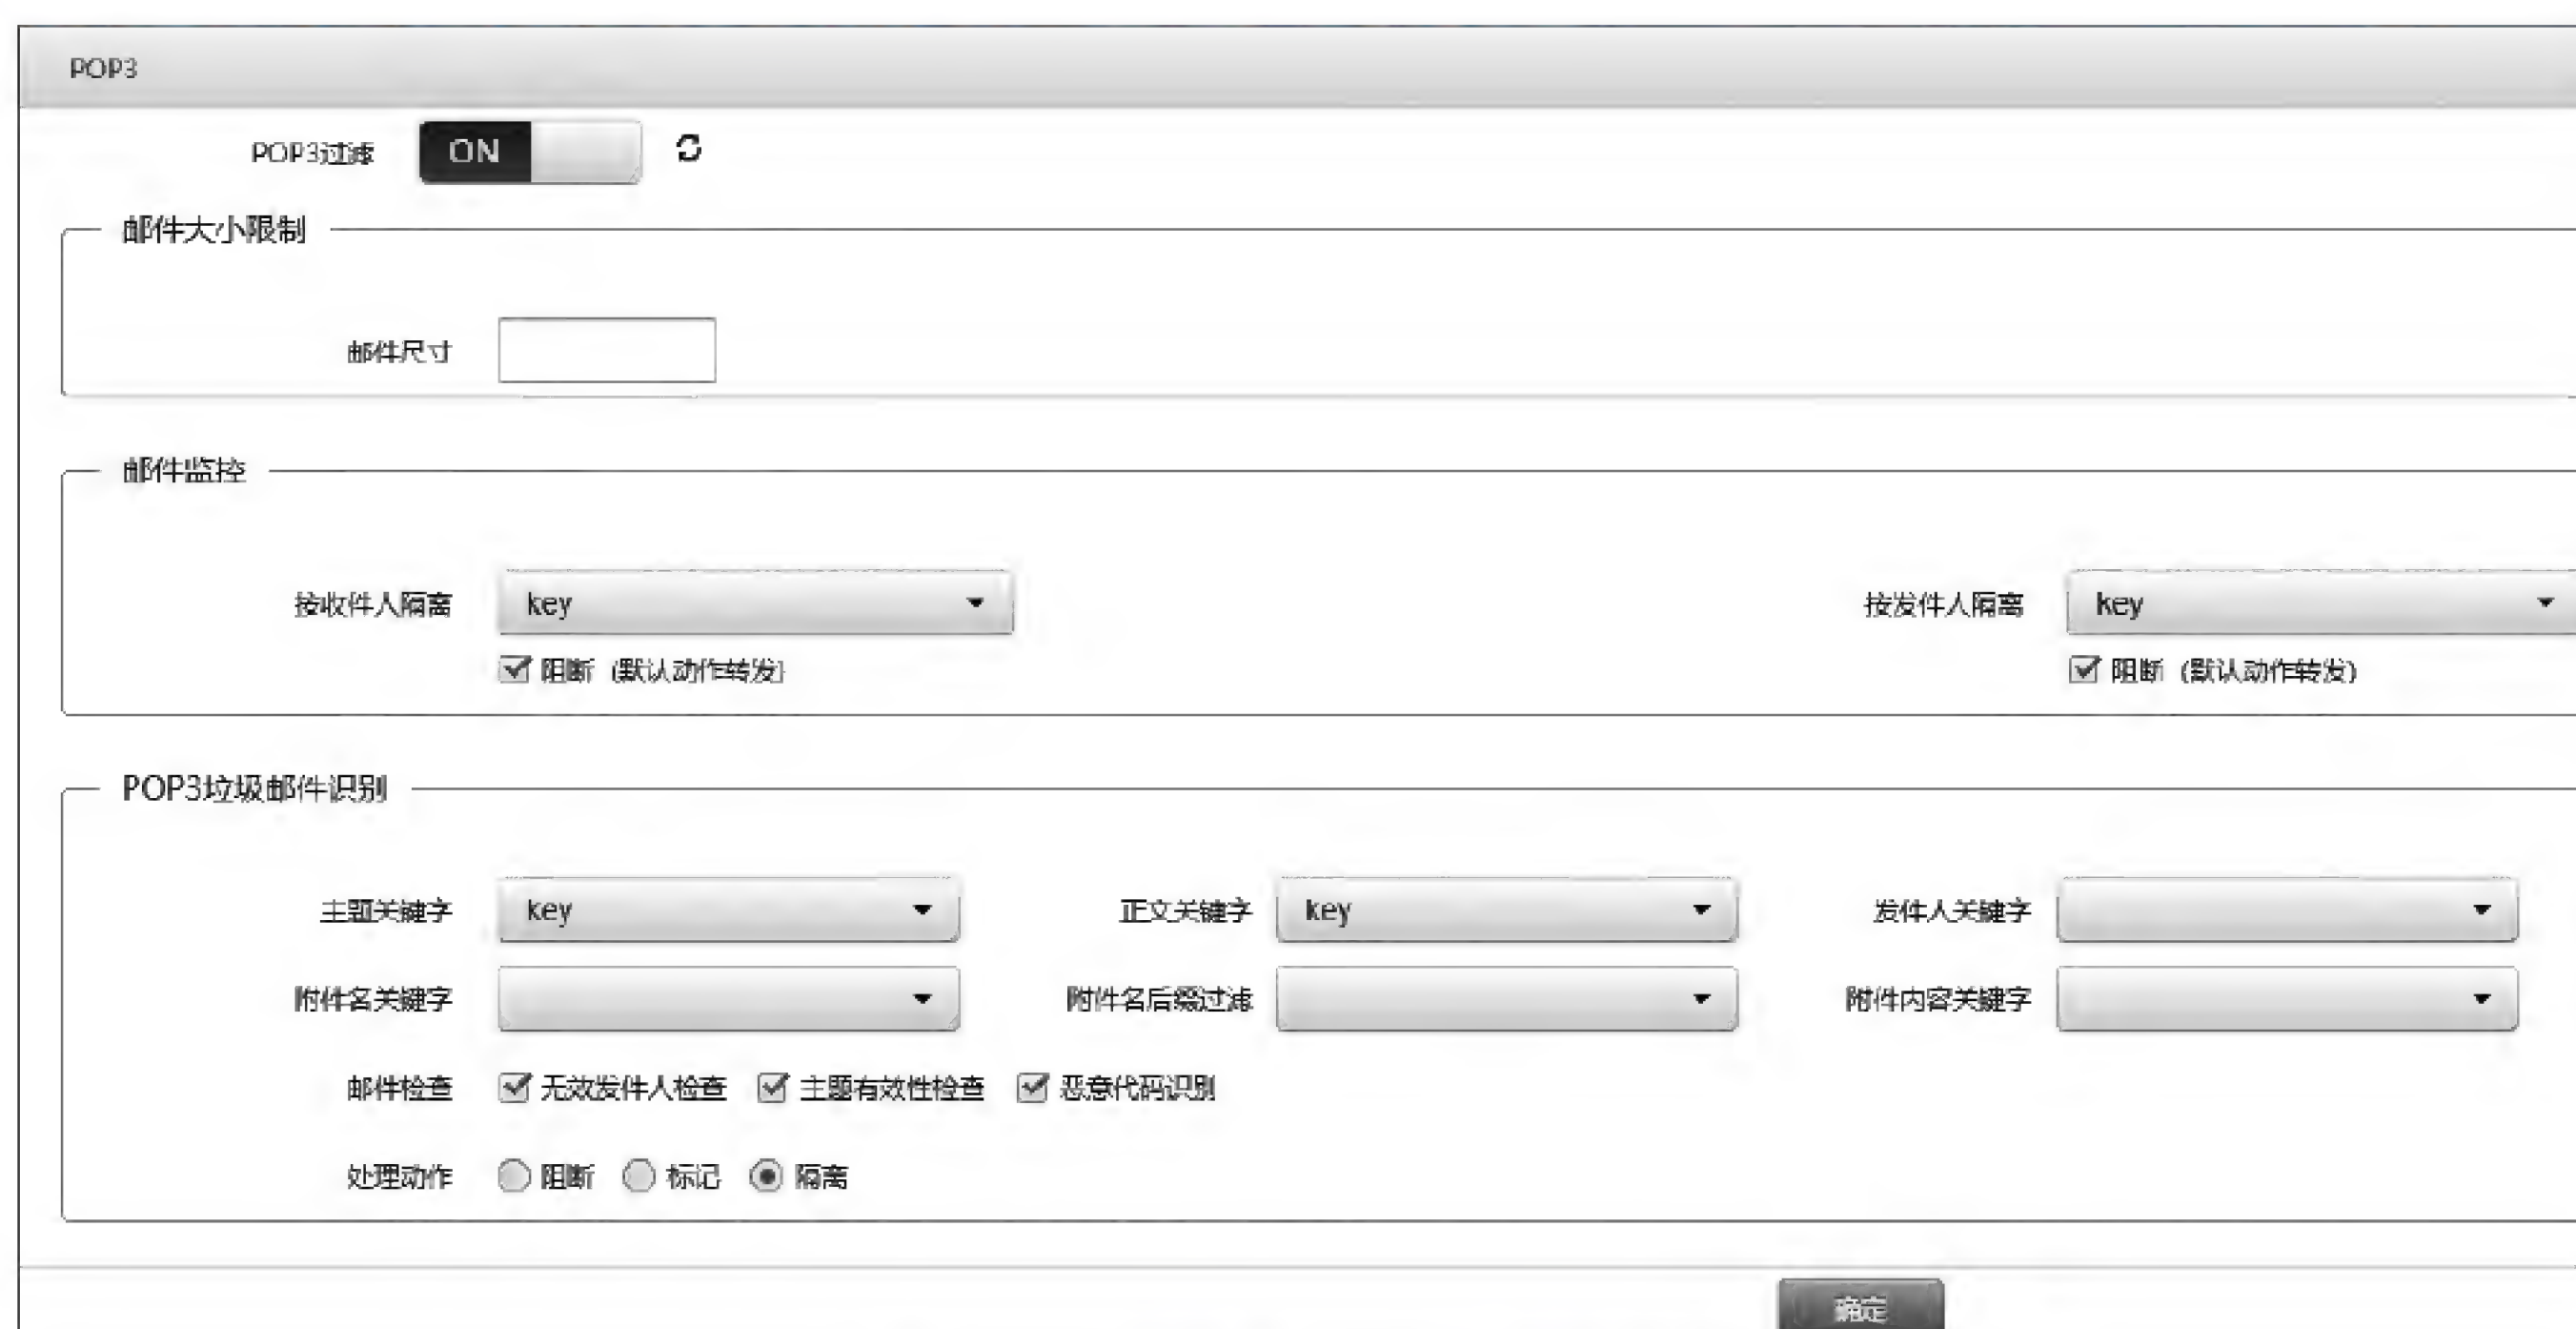 POP3
POP3过滤 ON
邮件大小限制
邮件尺寸
邮件监控
按收件人隔离 key 按发件人隔离 key
阻断 (默认动作转发) 阻断 (默认动作转发)
POP3垃圾邮件识别
主题关键字 key 正文关键字 key 发件人关键字
附件名关键字 附件名后缀过滤 附件内容关键字
邮件检查 无效发件人检查 主题有效性检查 恶意代码识别
处理动作 阻断 标记 隔离
确定